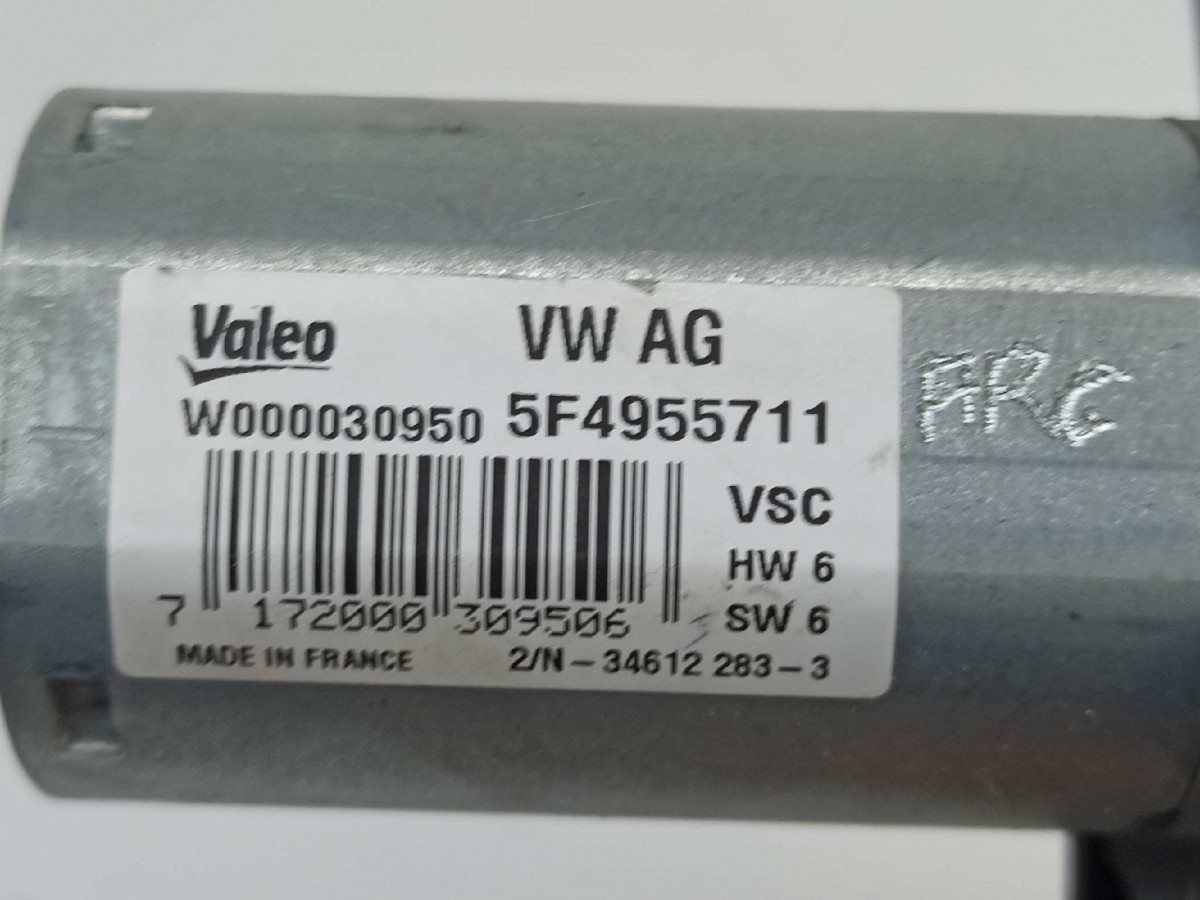 Valeo VW AG
W000030950 5F4955711
VSC
HW 6
7 172000 309506 SW 6
MADE IN FRANCE 2/N-34612 283-3
ARC